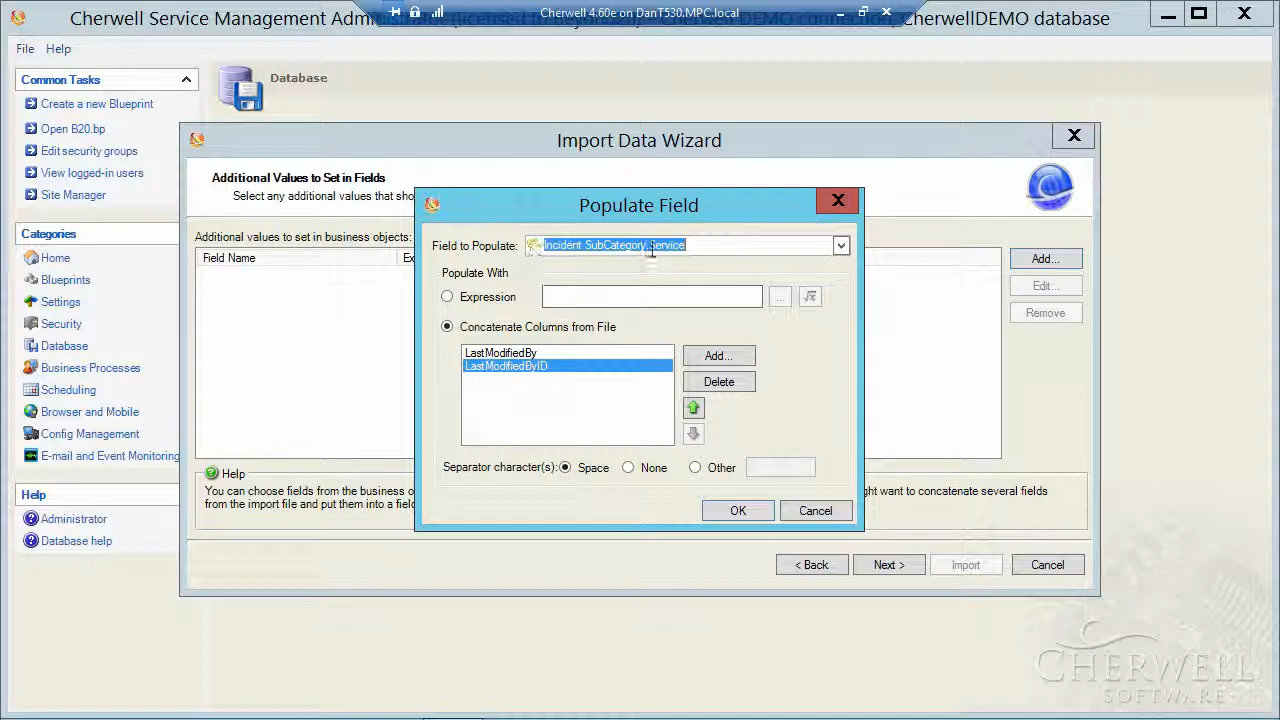 Cherwell Service Management Admini
Cherwell 4.60e on DanT530.MPC.local
CherwellDEMO database
File Help
Common Tasks
Create a new Blueprint
Open B20.bp
Edit security groups
View logged-in users
Site Manager
Categories
Home
Blueprints
Settings
Security
Database
Business Processes
Scheduling
Browser and Mobile
Config Management
E-mail and Event Monitoring
Help
Administrator
Database help
Database
Import Data Wizard
Additional Values to Set in Fields
Select any additional values that sho
Additional values to set in business objects:
Field Name
Ex
Add...
Edit...
Remove
Populate Field
Field to Populate: Incident SubCategory.Service
Populate With
Expression
...
Concatenate Columns from File
LastModifiedBy
LastModifiedByID
Add...
Delete
Separator character(s): Space None Other
OK Cancel
Help
You can choose fields from the business o
ght want to concatenate several fields
from the import file and put them into a field
< Back Next > Import Cancel
CHERWELL
SOFTWARE